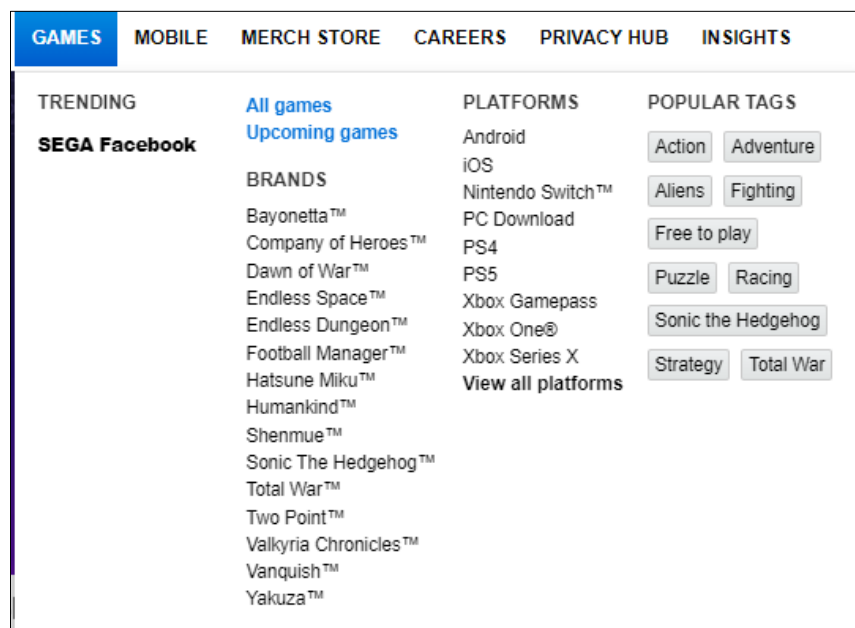 GAMES MOBILE MERCH STORE CAREERS PRIVACY HUB INSIGHTS
TRENDING
SEGA Facebook
All games
Upcoming games
BRANDS
Bayonetta™
Company of Heroes™
Dawn of War™
Endless Space™
Endless Dungeon™
Football Manager™
Hatsune Miku™
Humankind™
Shenmue™
Sonic The Hedgehog™
Total War™
Two Point™
Valkyria Chronicles™
Vanquish™
Yakuza™
PLATFORMS
Android
iOS
Nintendo Switch™
PC Download
PS4
PS5
Xbox Gamepass
Xbox One®
Xbox Series X
View all platforms
POPULAR TAGS
Action Adventure
Aliens Fighting
Free to play
Puzzle Racing
Sonic the Hedgehog
Strategy Total War